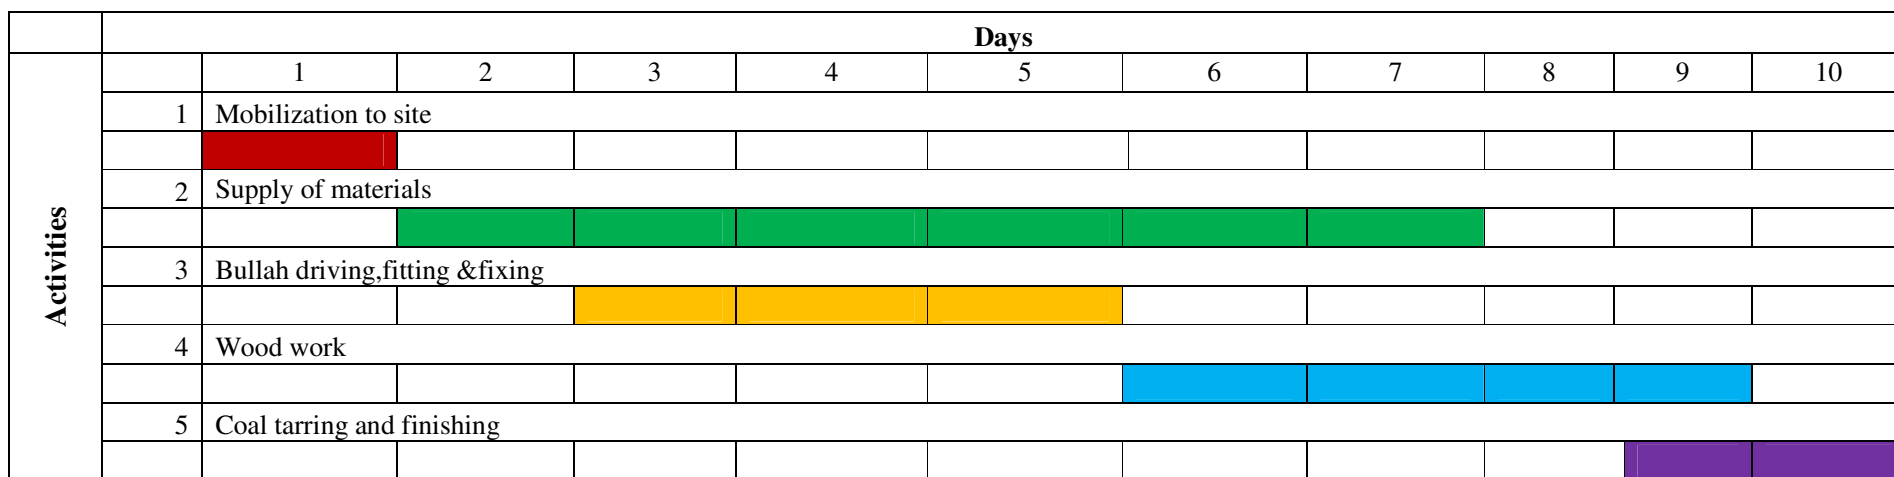 Days
1 2 3 4 5 6 7 8 9 10
Activities
1 Mobilization to site
2 Supply of materials
3 Bullah driving,fitting &fixing
4 Wood work
5 Coal tarring and finishing